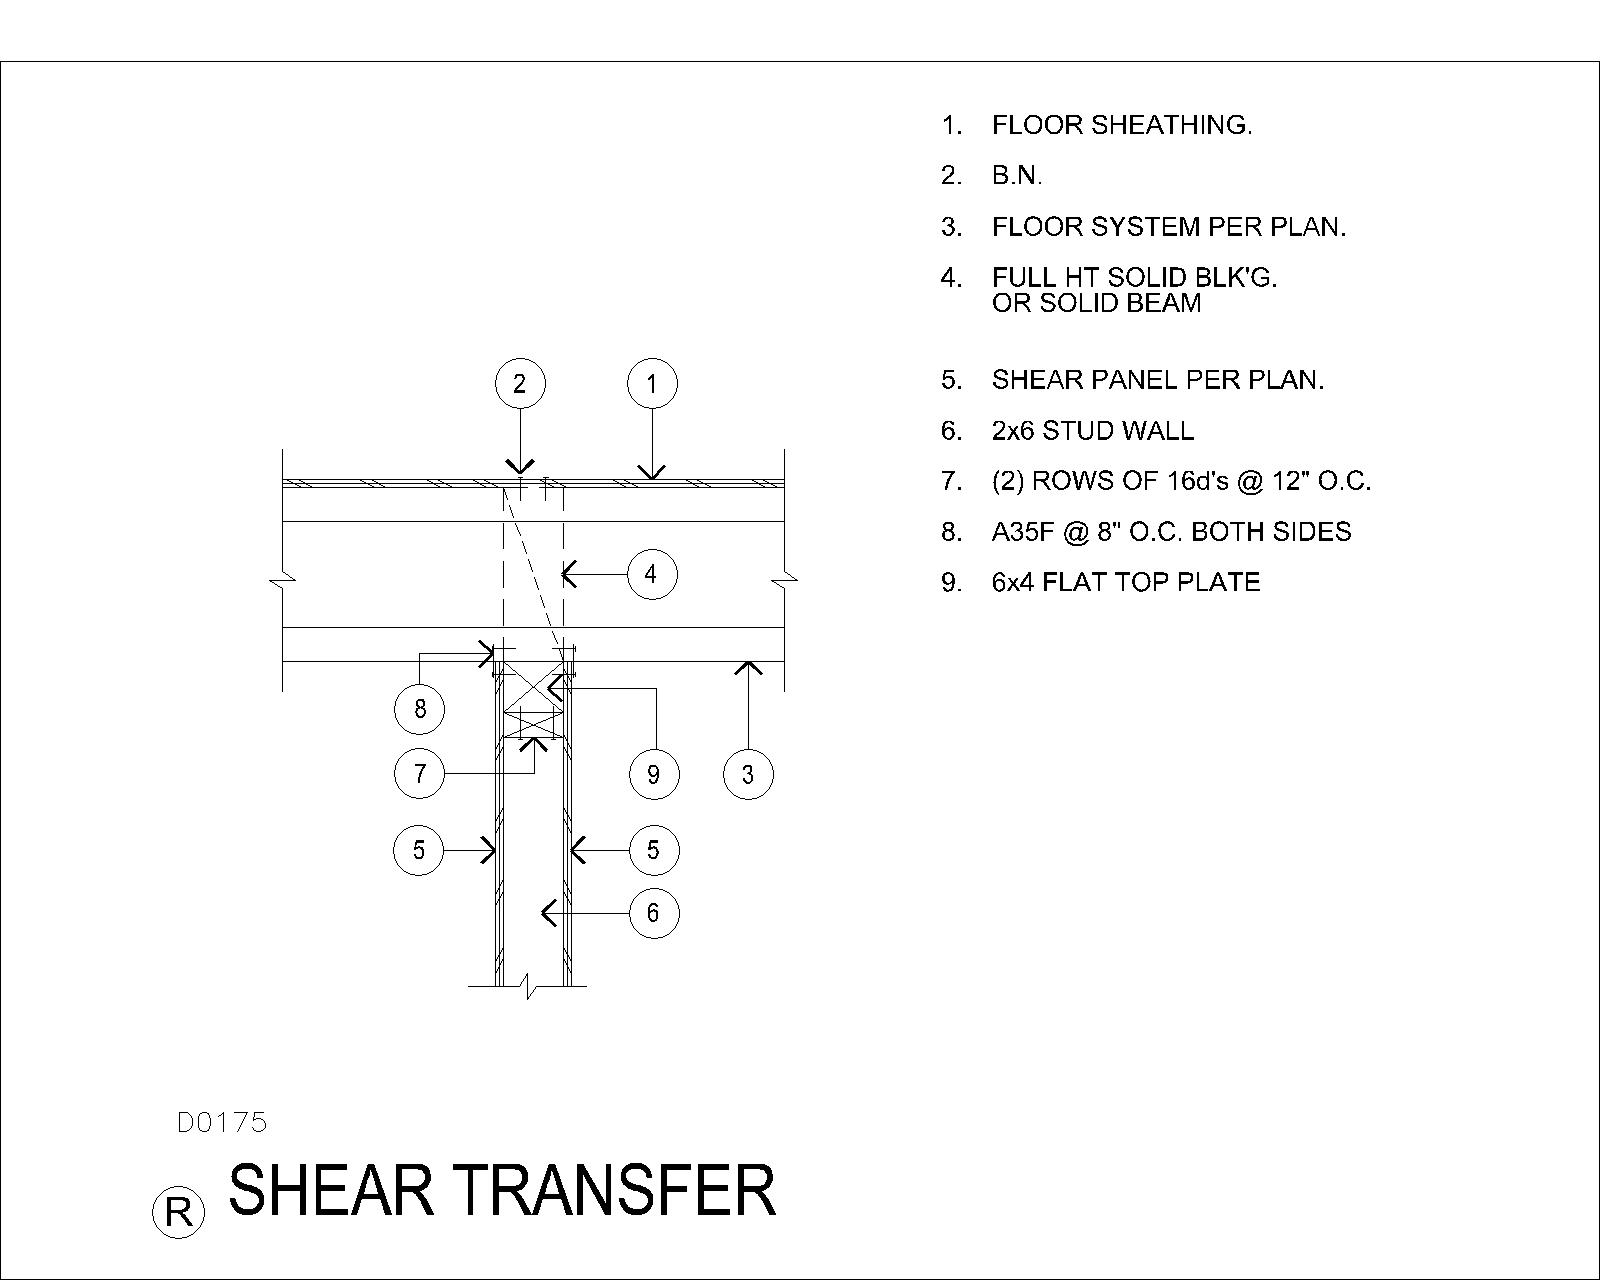 1. FLOOR SHEATHING.
2. B.N.
3. FLOOR SYSTEM PER PLAN.
4. FULL HT SOLID BLK'G.
OR SOLID BEAM
5. SHEAR PANEL PER PLAN.
6. 2x6 STUD WALL
7. (2) ROWS OF 16d's @ 12" O.C.
8. A35F @ 8" O.C. BOTH SIDES
9. 6x4 FLAT TOP PLATE
2
1
4
8
7
9
3
5
5
6
D0175
R SHEAR TRANSFER